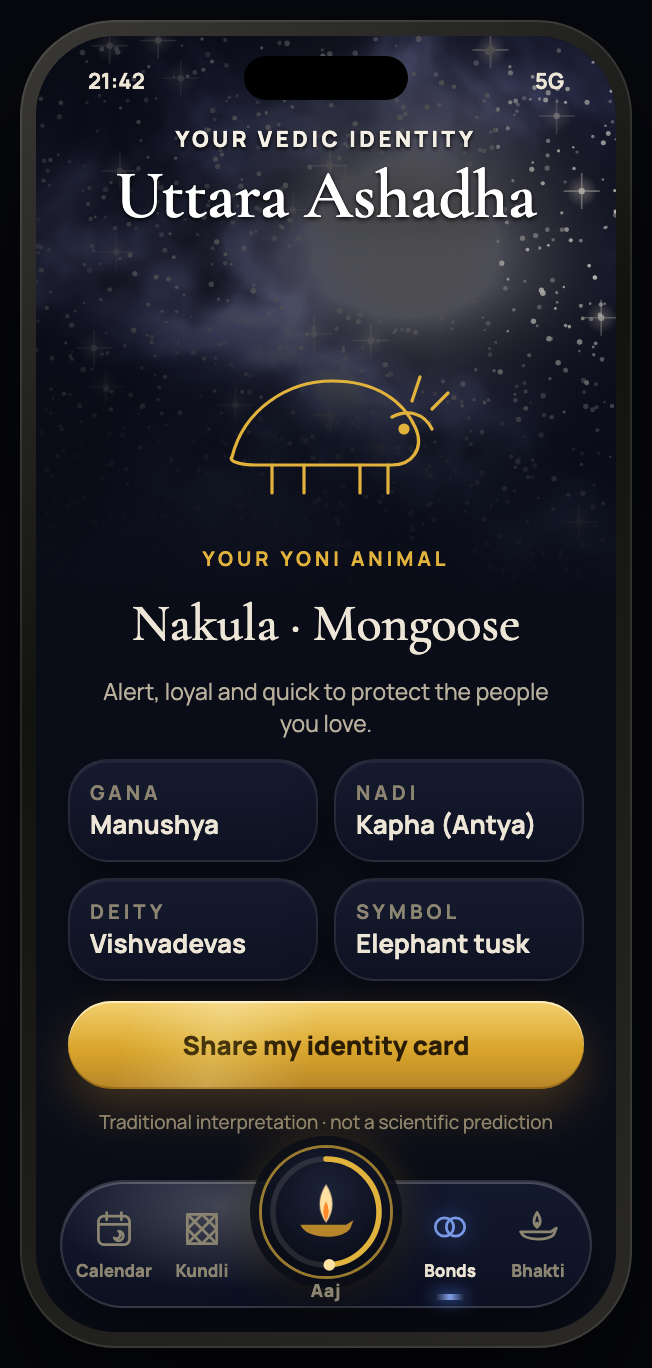 21:42
5G
YOUR VEDIC IDENTITY
Uttara Ashadha
YOUR YONI ANIMAL
Nakula · Mongoose
Alert, loyal and quick to protect the people
you love.
GANA
Manushya
NADI
Kapha (Antya)
DEITY
Vishvadevas
SYMBOL
Elephant tusk
Share my identity card
Traditional interpretation · not a scientific prediction
Calendar
Kundli
Aaj
Bonds
Bhakti